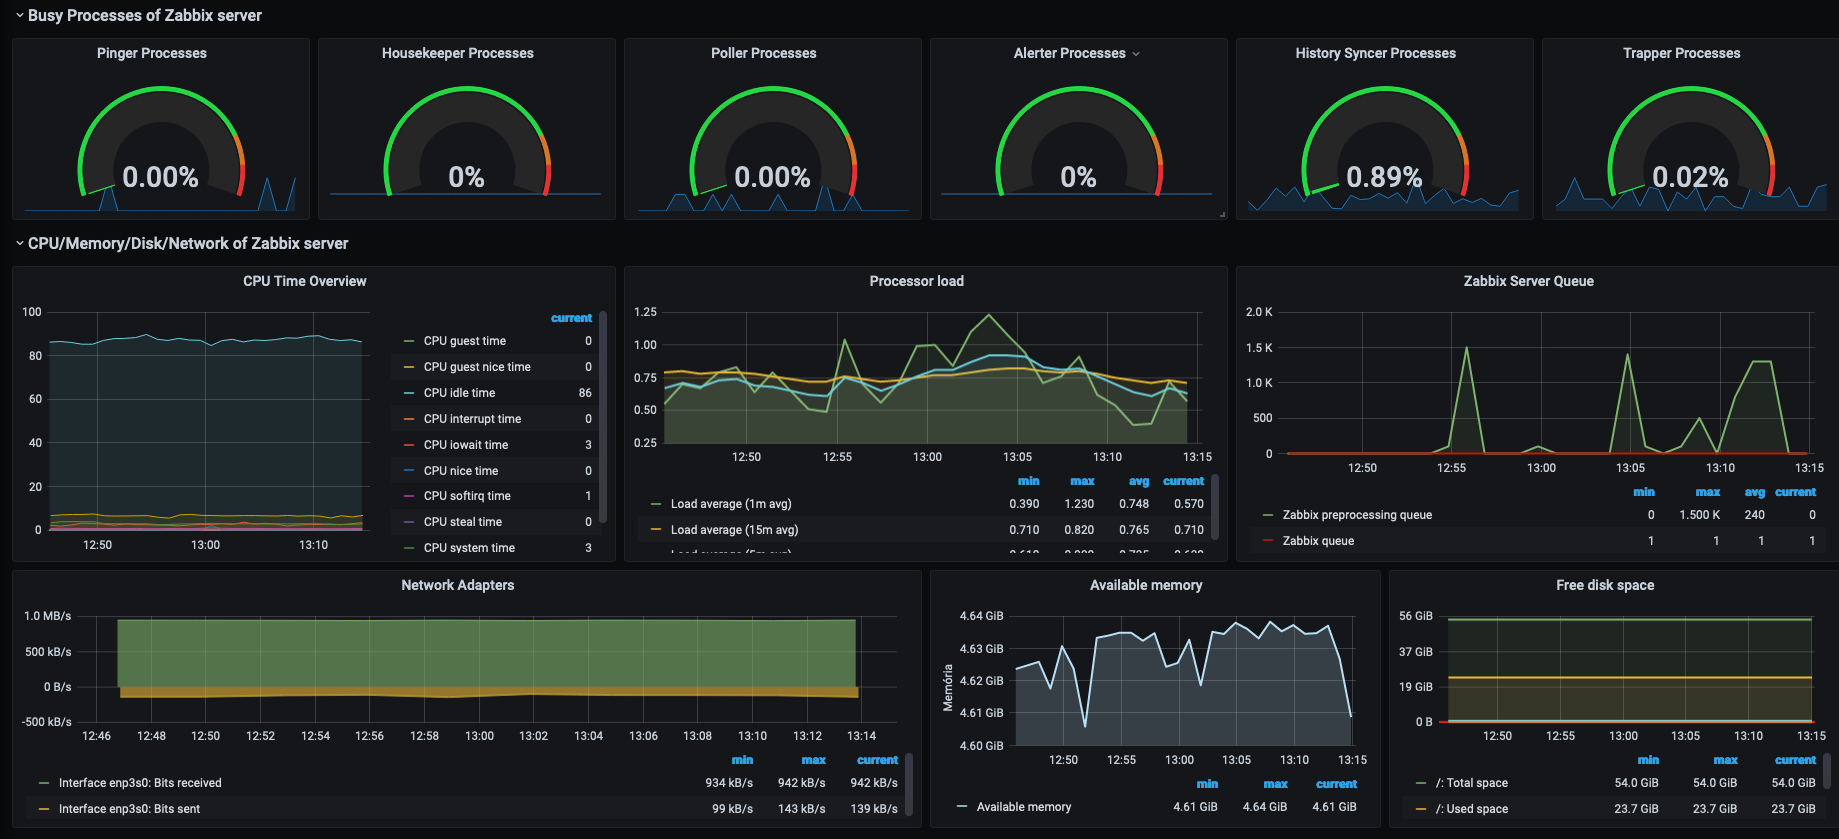 Busy Processes of Zabbix server
Pinger Processes
Housekeeper Processes
Poller Processes
Alerter Processes
History Syncer Processes
Trapper Processes
0.00%
0%
0.00%
0%
0.89%
0.02%
CPU/Memory/Disk/Network of Zabbix server
CPU Time Overview
100
80
60
40
20
0
12:50 13:00 13:10
current
CPU guest time 0
CPU guest nice time 0
CPU idle time 86
CPU interrupt time 0
CPU iowait time 3
CPU nice time 0
CPU softirq time 1
CPU steal time 0
CPU system time 3
Processor load
1.25
1.00
0.75
0.50
0.25
12:50 12:55 13:00 13:05 13:10 13:15
min max avg current
Load average (1m avg) 0.390 1.230 0.748 0.570
Load average (15m avg) 0.710 0.820 0.765 0.710
Zabbix Server Queue
2.0 K
1.5 K
1.0 K
500
0
12:50 12:55 13:00 13:05 13:10 13:15
min max avg current
Zabbix preprocessing queue 0 1.500 K 240 0
Zabbix queue 1 1 1 1
Network Adapters
1.0 MB/s
500 kB/s
0 B/s
-500 kB/s
12:46 12:48 12:50 12:52 12:54 12:56 12:58 13:00 13:02 13:04 13:06 13:08 13:10 13:12 13:14
min max current
Interface enp3s0: Bits received 934 kB/s 942 kB/s 942 kB/s
Interface enp3s0: Bits sent 99 kB/s 143 kB/s 139 kB/s
Available memory
Memória
4.64 GiB
4.63 GiB
4.62 GiB
4.61 GiB
4.60 GiB
12:50 12:55 13:00 13:05 13:10 13:15
min max current
Available memory 4.61 GiB 4.64 GiB 4.61 GiB
Free disk space
56 GiB
37 GiB
19 GiB
0 B
12:50 12:55 13:00 13:05 13:10 13:15
min max current
/: Total space 54.0 GiB 54.0 GiB 54.0 GiB
/: Used space 23.7 GiB 23.7 GiB 23.7 GiB